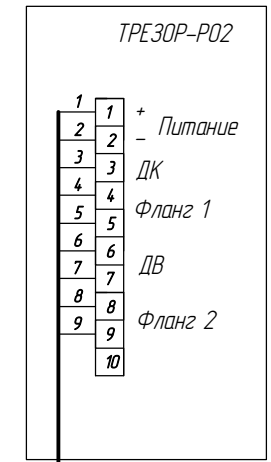 ТРЕЗОР-Р02
1 1 +
Питание
2 2 -
3 3 ДК
4 4
Фланг 1
5 5
6 6
ДВ
7 7
8 8
Фланг 2
9 9
10